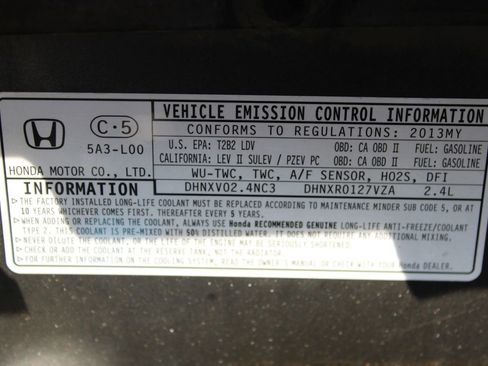 C·5
5A3-L00
HONDA MOTOR CO., LTD.
VEHICLE EMISSION CONTROL INFORMATION
CONFORMS TO REGULATIONS: 2013MY
U.S. EPA: T2B2 LDV OBD: CA OBD II FUEL: GASOLINE
CALIFORNIA: LEV II SULEV / PZEV PC OBD: CA OBD II FUEL: GASOLINE
WU-TWC, TWC, A/F SENSOR, HO2S, DFI
DHNXV02.4NC3 DHNXR0127VZA 2.4L
INFORMATION
THE FACTORY INSTALLED LONG-LIFE COOLANT MUST BE REPLACED ACCORDING TO MAINTENANCE MINDER SUB CODE 5, OR AT
10 YEARS WHICHEVER COMES FIRST. THEREAFTER EVERY 5 YEARS.
WHEN ADDING OR REPLACING THE COOLANT, ALWAYS USE Honda RECOMMENDED GENUINE LONG-LIFE ANTI-FREEZE/COOLANT
TYPE 2. THIS COOLANT IS PRE-MIXED WITH 50% DISTILLED WATER. IT DOES NOT REQUIRE ANY ADDITIONAL MIXING.
NEVER DILUTE THE COOLANT, OR THE LIFE OF THE ENGINE MAY BE SERIOUSLY SHORTENED.
CHECK OR ADD THE COOLANT AT THE RESERVE TANK, NOT THE RADIATOR.
FOR FURTHER INFORMATION ON THE COOLING SYSTEM, READ THE OWNER'S MANUAL OR CHECK WITH YOUR Honda DEALER.